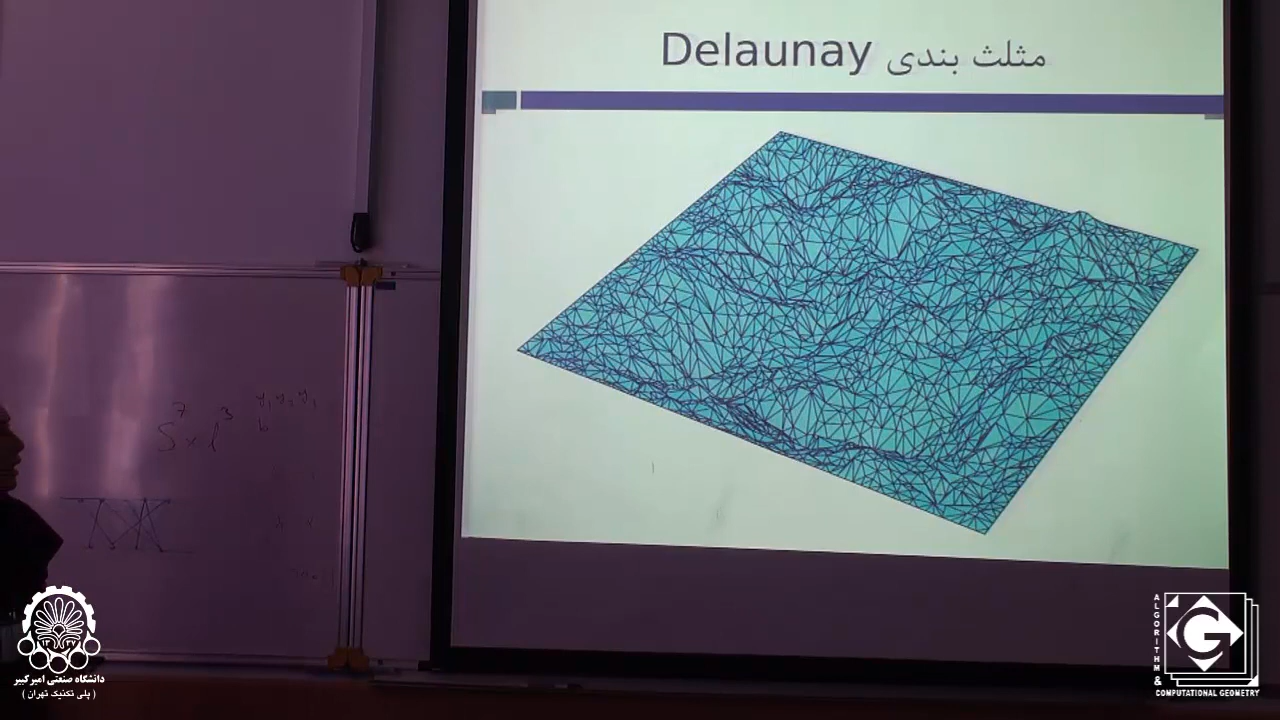 مثلث بندی Delaunay
دانشگاه صنعتی امیرکبیر
( پلی تکنیک تهران )
ALGORITHM &
COMPUTATIONAL GEOMETRY